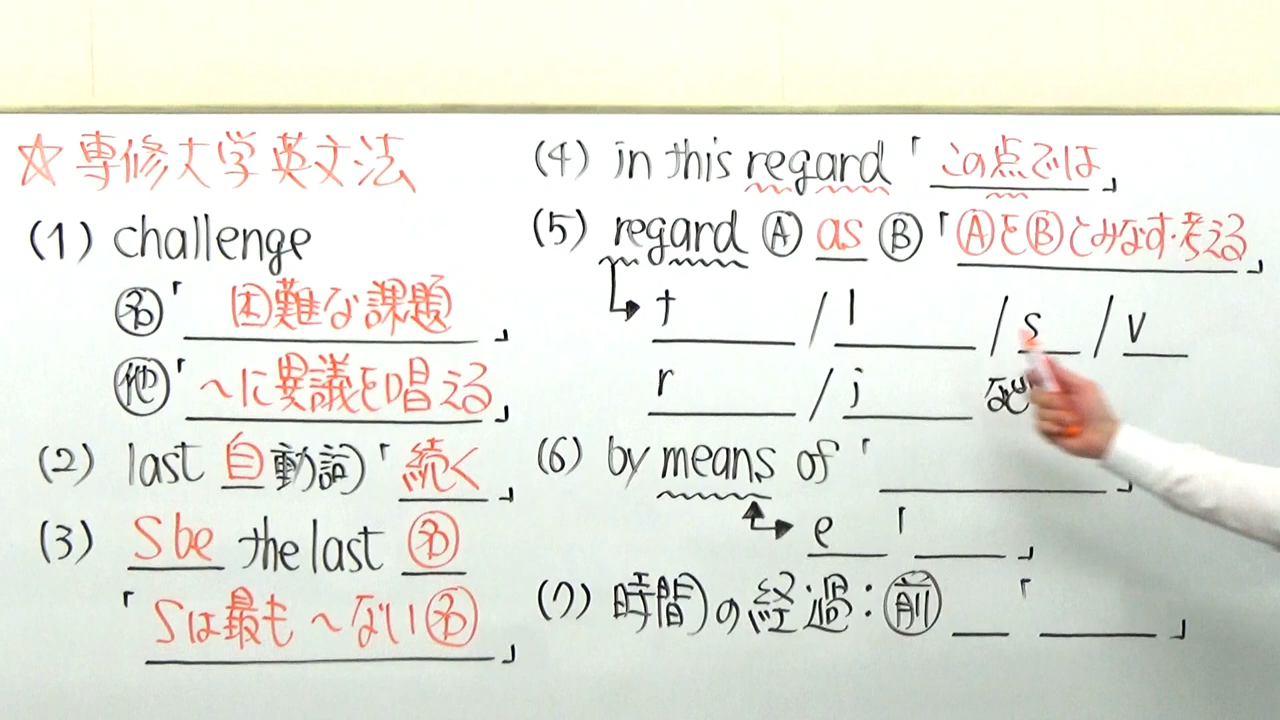 ☆専修大学英文法
(1) challenge
名「困難な課題」
他「～に異議を唱える」
(2) last 自動詞「続く」
(3) S be the last 名
「Sは最も～ない名」
(4) in this regard「この点では」
(5) regard Ⓐ as Ⓑ「ⒶをⒷとみなす・考える」
t / l / s / v
r / j など
(6) by means of「 」
e「 」
(7) 時間の経過：前 「 」